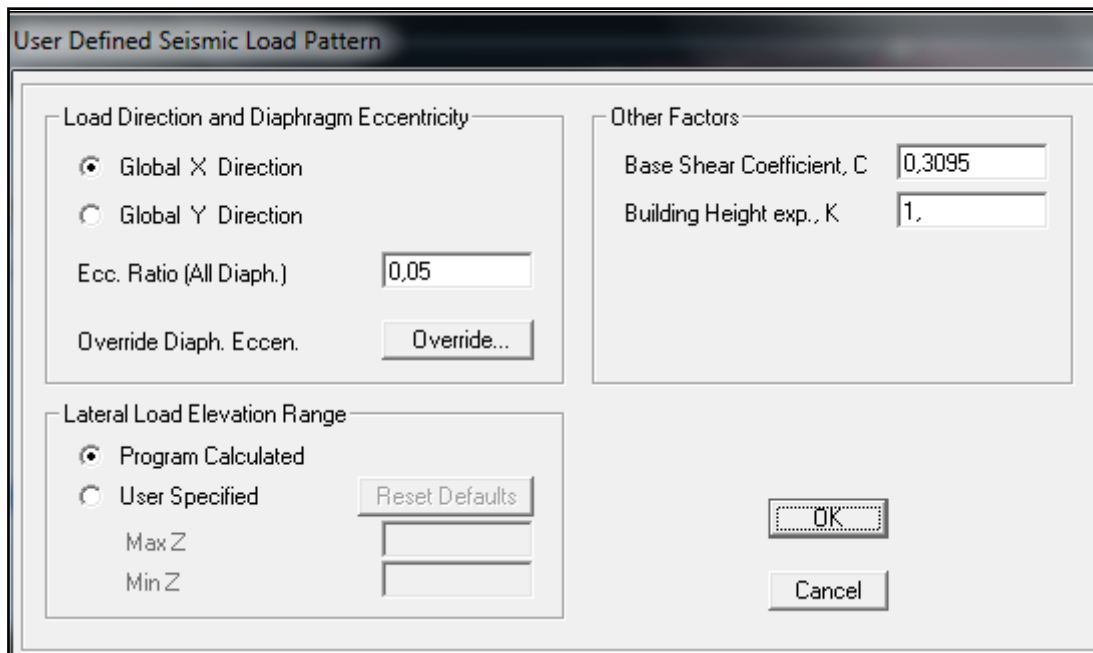 User Defined Seismic Load Pattern
Load Direction and Diaphragm Eccentricity
Global X Direction
Global Y Direction
Ecc. Ratio (All Diaph.) 0,05
Override Diaph. Eccen. Override...
Other Factors
Base Shear Coefficient, C 0,3095
Building Height exp., K 1,
Lateral Load Elevation Range
Program Calculated
User Specified Reset Defaults
Max Z
Min Z
OK
Cancel